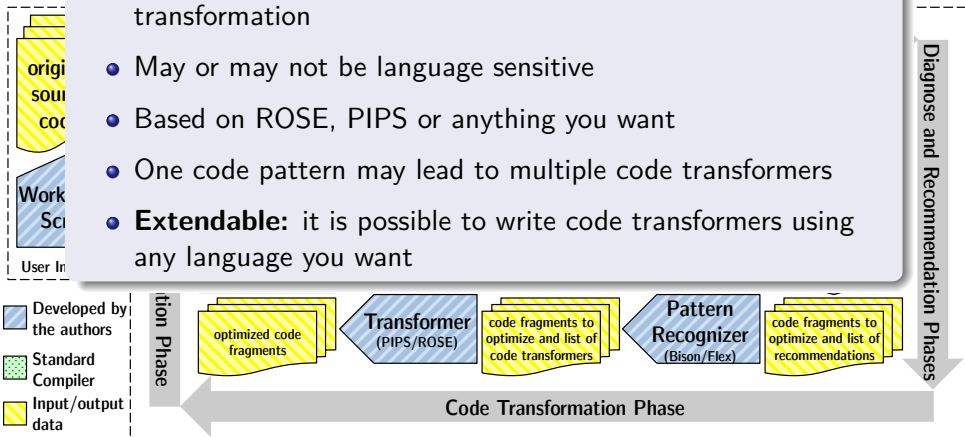 transformation
May or may not be language sensitive
Based on ROSE, PIPS or anything you want
One code pattern may lead to multiple code transformers
Extendable: it is possible to write code transformers using
any language you want
Diagnose and Recommendation Phases
Developed by
the authors
Standard
Compiler
Input/output
data
Phase
optimized code
fragments
Transformer
(PIPS/ROSE)
code fragments to
optimize and list of
code transformers
Pattern
Recognizer
(Bison/Flex)
code fragments to
optimize and list of
recommendations
Code Transformation Phase